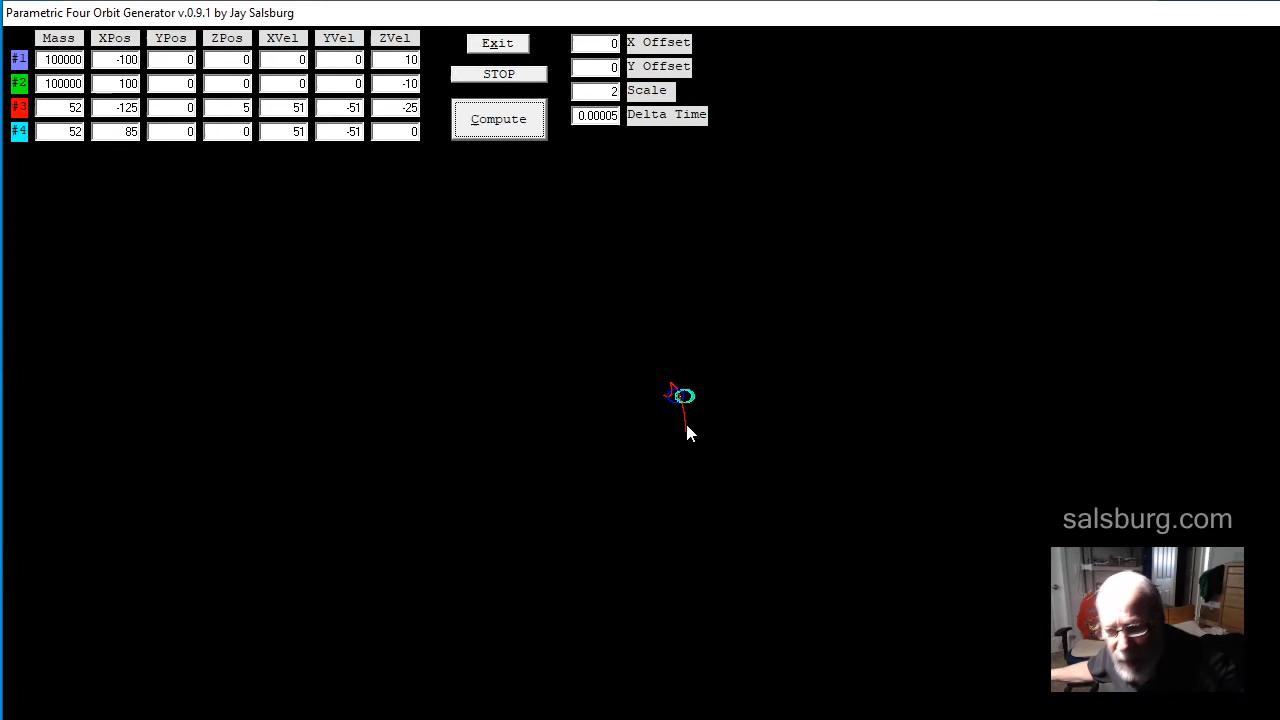 Parametric Four Orbit Generator v.0.9.1 by Jay Salsburg
Mass XPos YPos ZPos XVel YVel ZVel
#1 100000 -100 0 0 0 0 10
#2 100000 100 0 0 0 0 -10
#3 52 -125 0 5 51 -51 -25
#4 52 85 0 0 51 -51 0
Exit
STOP
Compute
0 X Offset
0 Y Offset
2 Scale
0.00005 Delta Time
salsburg.com